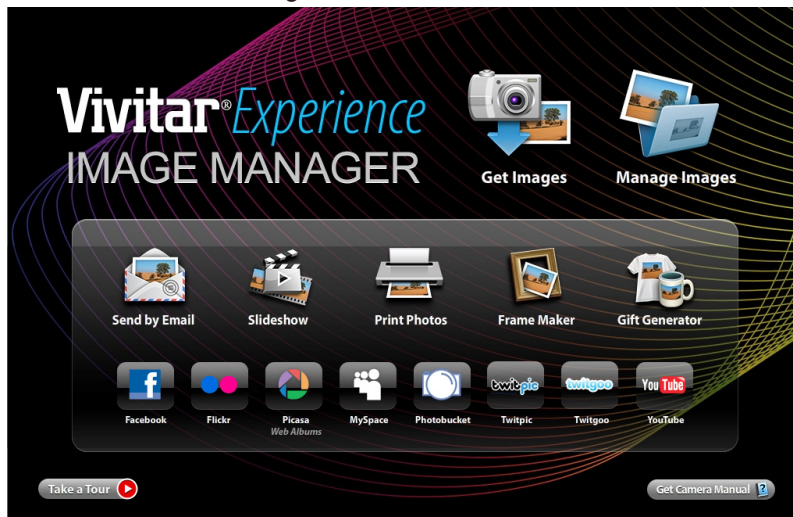 Vivitar® Experience
IMAGE MANAGER
Get Images
Manage Images
Send by Email
Slideshow
Print Photos
Frame Maker
Gift Generator
f
twitpic
twitgoo
You Tube
Facebook
Flickr
Picasa
Web Albums
MySpace
Photobucket
Twitpic
Twitgoo
YouTube
Take a Tour
Get Camera Manual ?